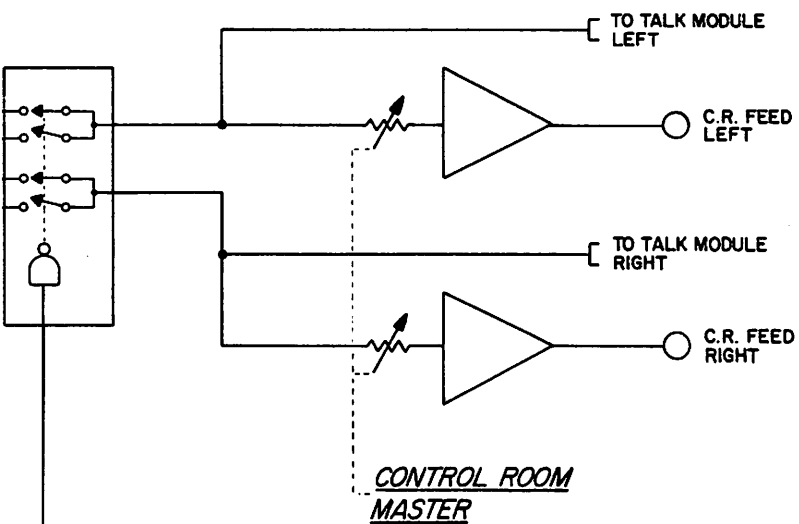 TO TALK MODULE
LEFT
C.R. FEED
LEFT
TO TALK MODULE
RIGHT
C.R. FEED
RIGHT
CONTROL ROOM
MASTER